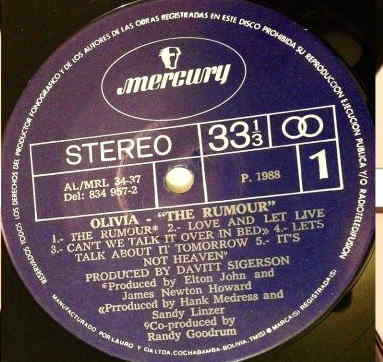 RESERVADOS TODOS LOS DERECHOS DEL PRODUCTOR FONOGRAFICO Y DE LOS AUTORES DE LAS OBRAS REGISTRADAS EN ESTE DISCO PROHIBIDA SU REPRODUCCION EJECUCION PUBLICA Y/O RADIOTELEDIFUSION
mercury
STEREO
33 1/3
1
AL/MRL 34-37
Del: 834 957-2
P. 1988
OLIVIA - "THE RUMOUR"
1.- THE RUMOUR* 2.- LOVE AND LET LIVE
3.- CAN'T WE TALK IT OVER IN BED» 4.- LETS
TALK ABOUT IT TOMORROW 5.- IT'S
NOT HEAVEN°
PRODUCED BY DAVITT SIGERSON
*Produced by Elton John and
James Newton Howard
«Prroduced by Hank Medress and
Sandy Linzer
°Co-produced by
Randy Goodrum
MANUFACTURADO POR LAURO Y CIA LTDA. COCHABAMBA-BOLIVIA. TM(S) ® MARCA(S) REGISTRADA(S)